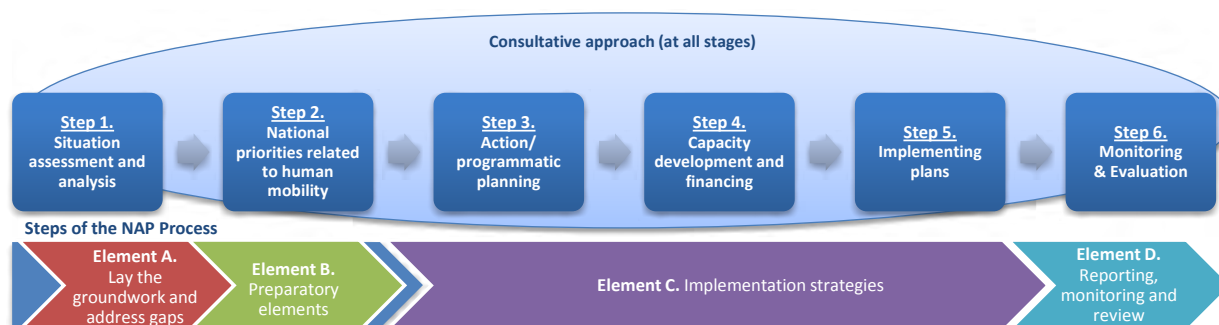 Consultative approach (at all stages)
Step 1.
Situation
assessment and
analysis
Step 2.
National
priorities related
to human
mobility
Step 3.
Action/
programmatic
planning
Step 4.
Capacity
development and
financing
Step 5.
Implementing
plans
Step 6.
Monitoring
& Evaluation
Steps of the NAP Process
Element A.
Lay the
groundwork and
address gaps
Element B.
Preparatory
elements
Element C. Implementation strategies
Element D.
Reporting,
monitoring and
review